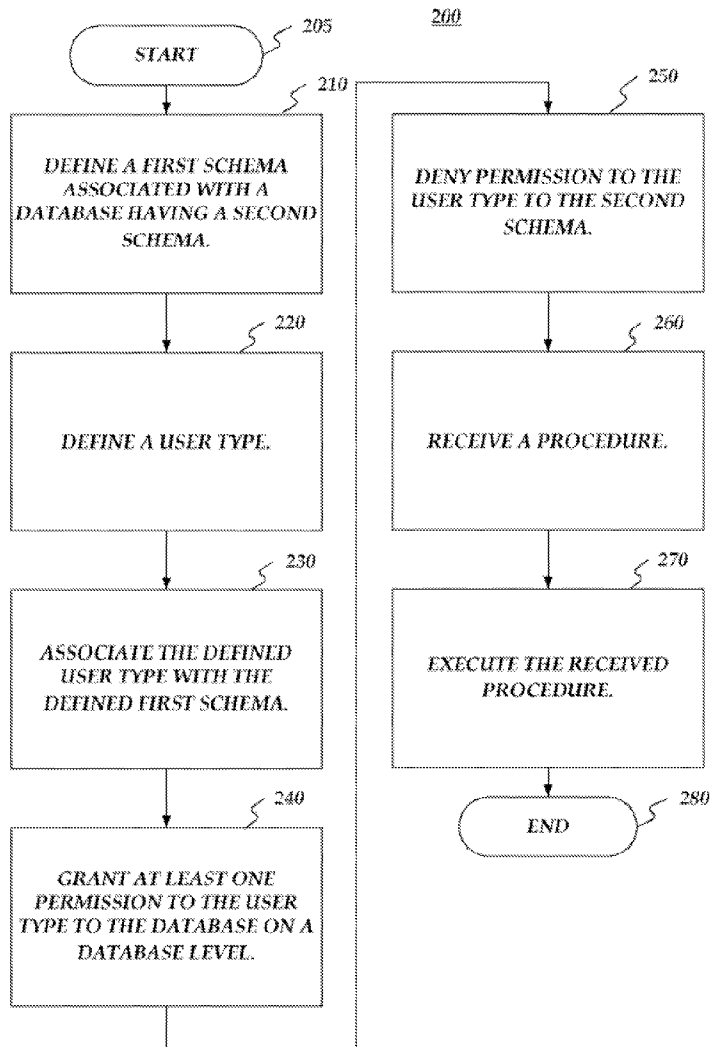 200
START
205
210
DEFINE A FIRST SCHEMA
ASSOCIATED WITH A
DATABASE HAVING A SECOND
SCHEMA.
220
DEFINE A USER TYPE.
230
ASSOCIATE THE DEFINED
USER TYPE WITH THE
DEFINED FIRST SCHEMA.
240
GRANT AT LEAST ONE
PERMISSION TO THE USER
TYPE TO THE DATABASE ON A
DATABASE LEVEL.
250
DENY PERMISSION TO THE
USER TYPE TO THE SECOND
SCHEMA.
260
RECEIVE A PROCEDURE.
270
EXECUTE THE RECEIVED
PROCEDURE.
END
280